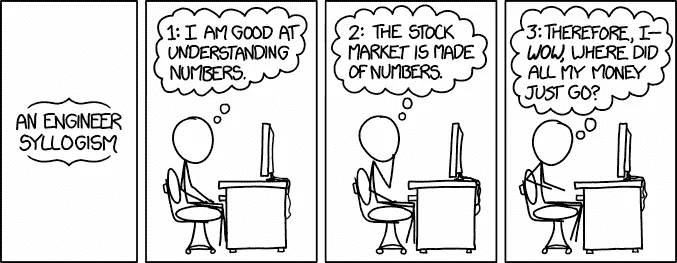 AN ENGINEER
SYLLOGISM
1: I AM GOOD AT
UNDERSTANDING
NUMBERS.
2: THE STOCK
MARKET IS MADE
OF NUMBERS.
3: THEREFORE, I—
WOW, WHERE DID
ALL MY MONEY
JUST GO?